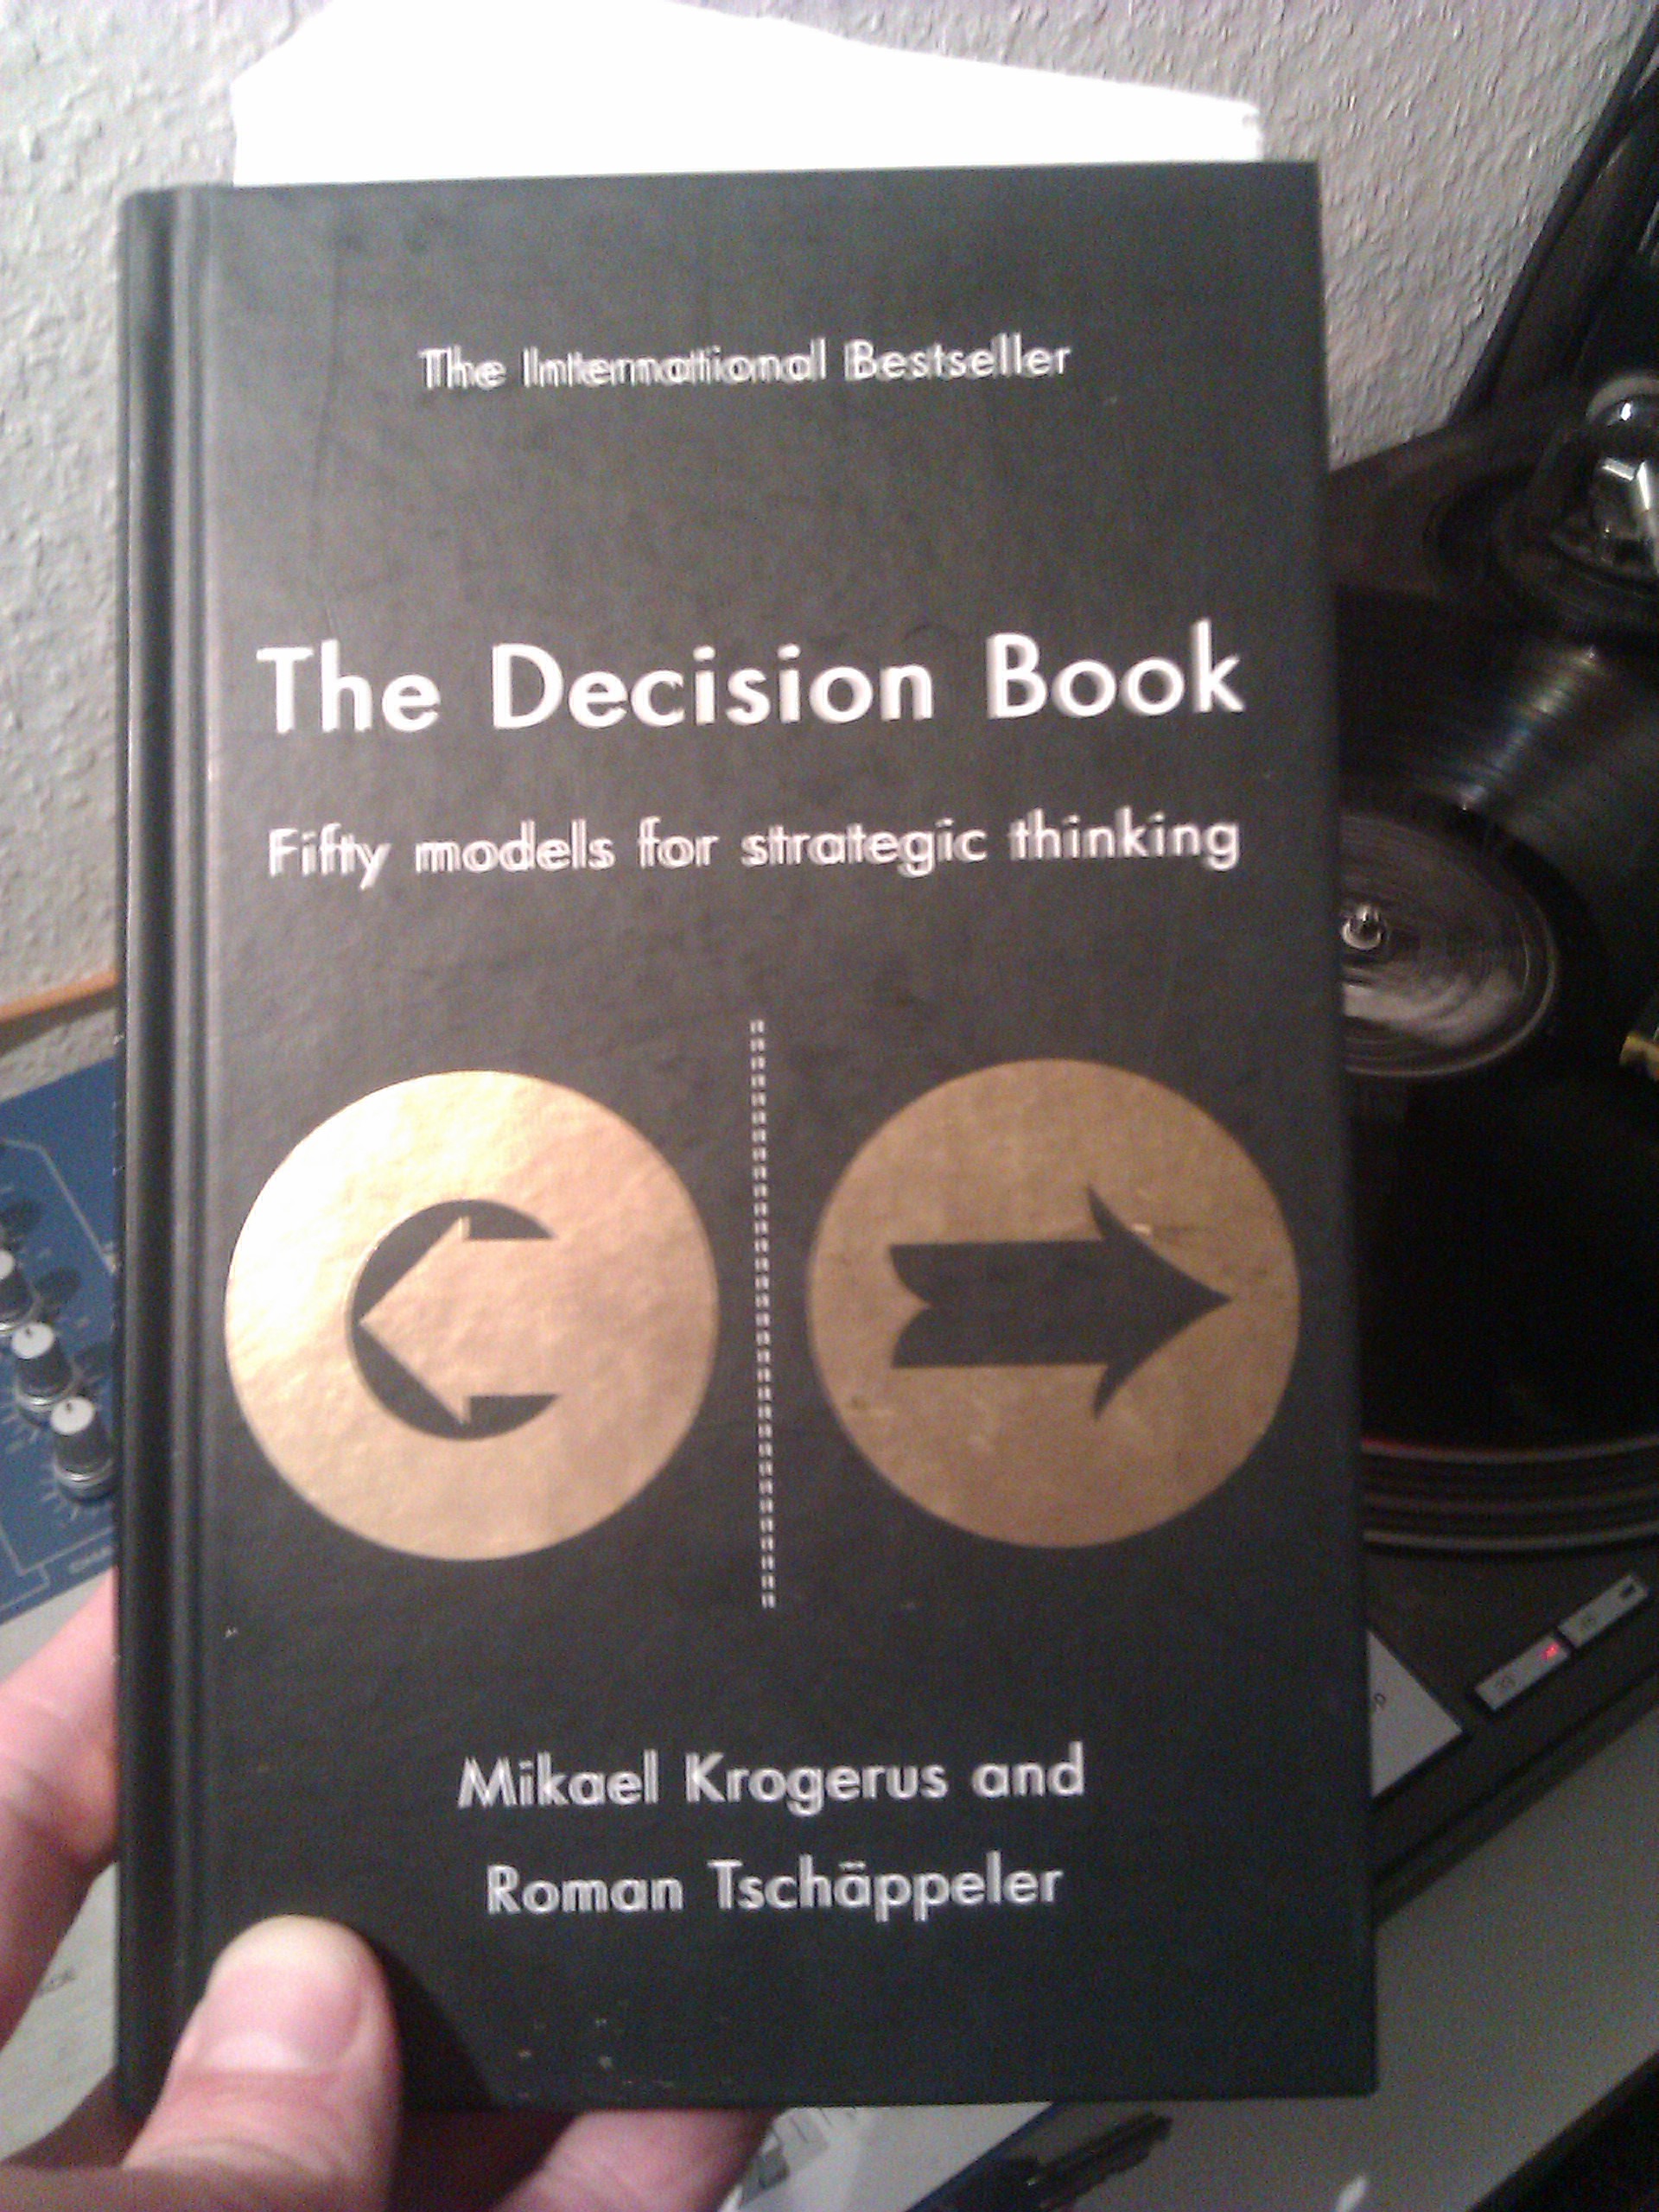 The International Bestseller
The Decision Book
Fifty models for strategic thinking
Mikael Krogerus and
Roman Tschäppeler